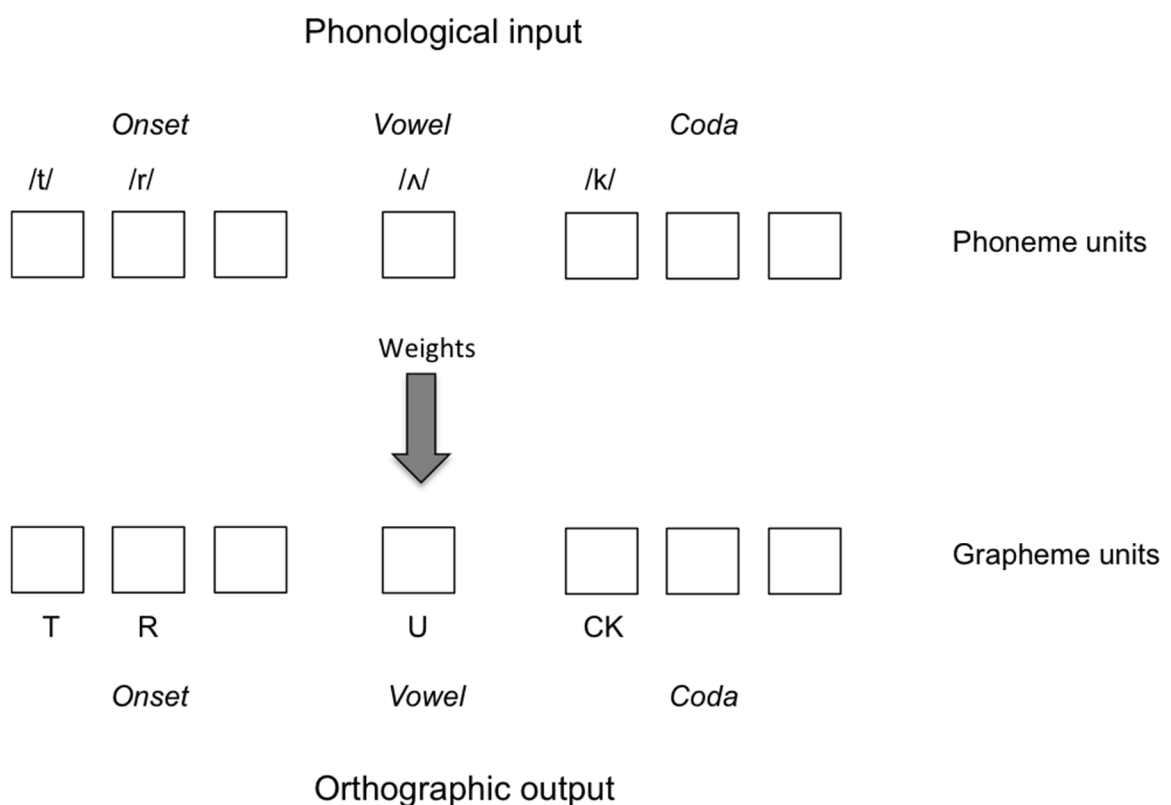 Phonological input
Onset Vowel Coda
/t/ /r/ /ʌ/ /k/
Phoneme units
Weights
Grapheme units
T R U CK
Onset Vowel Coda
Orthographic output